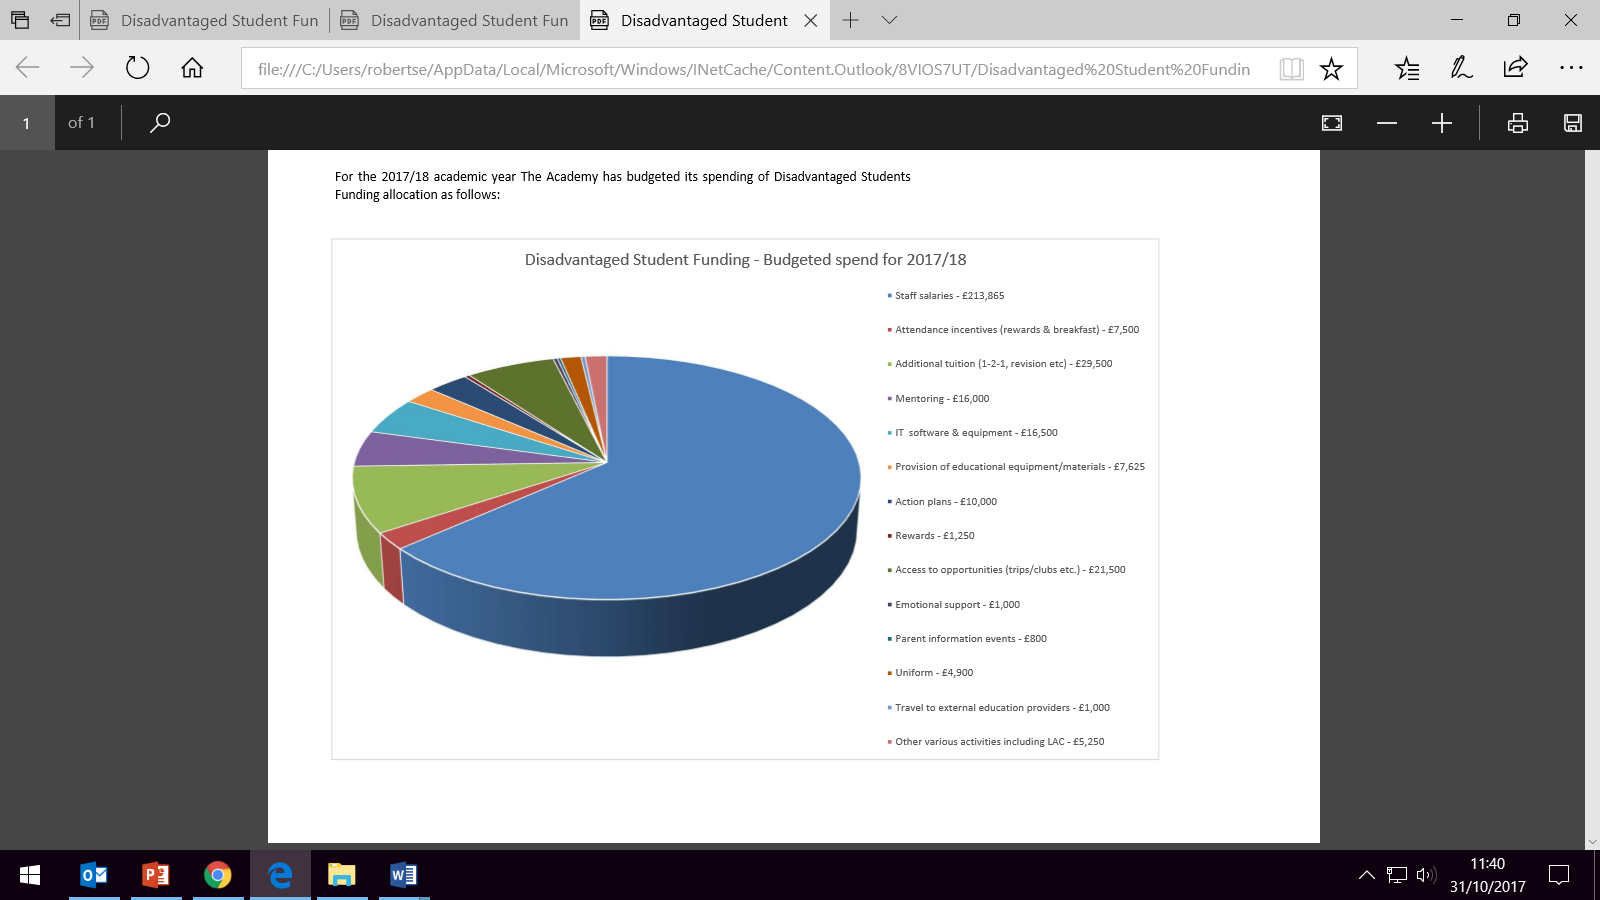 Disadvantaged Student Fun
Disadvantaged Student Fun
Disadvantaged Student
file:///C:/Users/robertse/AppData/Local/Microsoft/Windows/INetCache/Content.Outlook/8VIOS7UT/Disadvantaged%20Student%20Fundin
1 of 1
For the 2017/18 academic year The Academy has budgeted its spending of Disadvantaged Students
Funding allocation as follows:
Disadvantaged Student Funding - Budgeted spend for 2017/18
Staff salaries - £213,865
Attendance incentives (rewards & breakfast) - £7,500
Additional tuition (1-2-1, revision etc) - £29,500
Mentoring - £16,000
IT software & equipment - £16,500
Provision of educational equipment/materials - £7,625
Action plans - £10,000
Rewards - £1,250
Access to opportunities (trips/clubs etc.) - £21,500
Emotional support - £1,000
Parent information events - £800
Uniform - £4,900
Travel to external education providers - £1,000
Other various activities including LAC - £5,250
11:40
31/10/2017